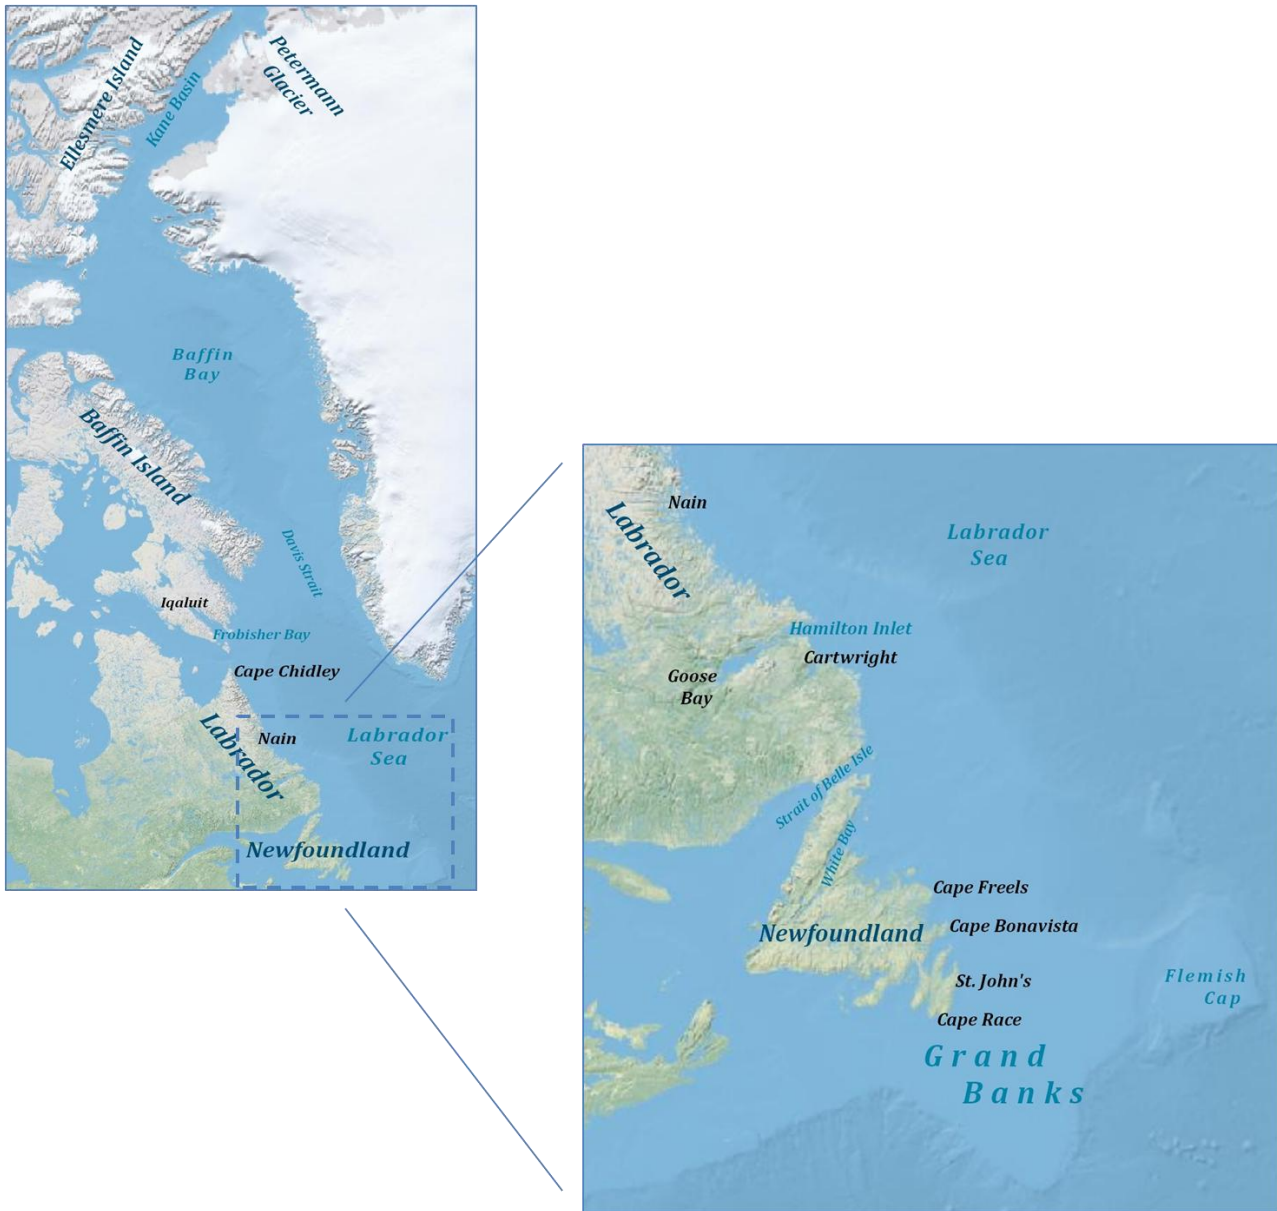 Ellesmere Island
Kane Basin
Petermann
Glacier
Baffin
Bay
Baffin Island
Davis Strait
Iqaluit
Frobisher Bay
Cape Chidley
Labrador
Nain
Labrador
Sea
Newfoundland
Nain
Labrador
Labrador
Sea
Hamilton Inlet
Cartwright
Goose
Bay
Strait of Belle Isle
White Bay
Cape Freels
Cape Bonavista
Newfoundland
St. John's
Flemish
Cap
Cape Race
Grand
Banks